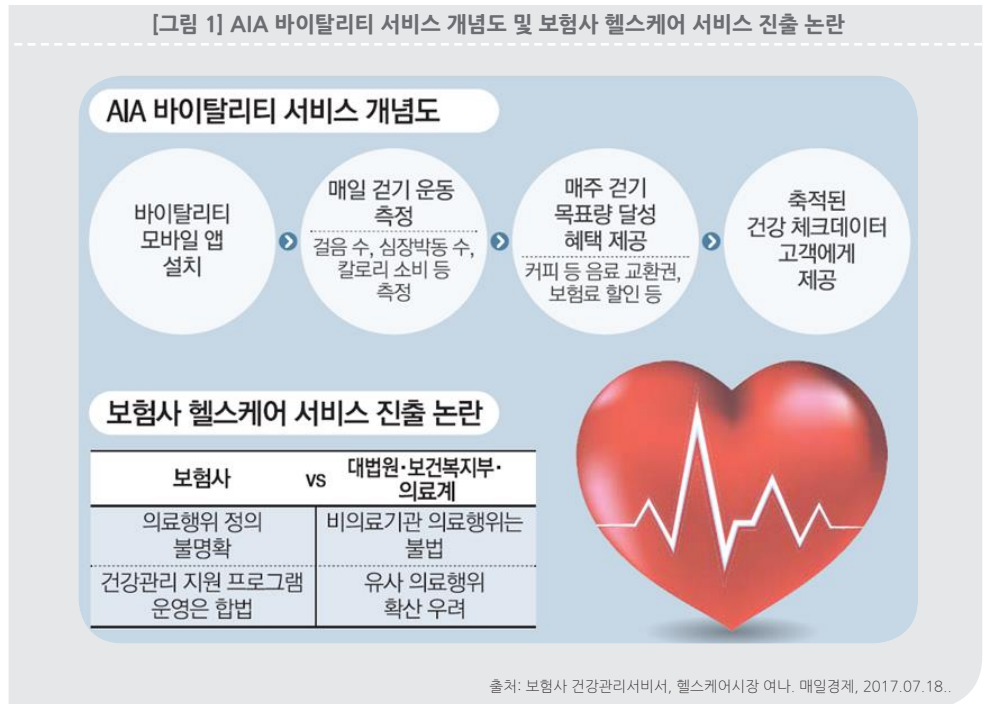 [그림 1] AIA 바이탈리티 서비스 개념도 및 보험사 헬스케어 서비스 진출 논란
AIA 바이탈리티 서비스 개념도
바이탈리티
모바일 앱
설치
매일 걷기 운동
측정
걸음 수, 심장박동 수,
칼로리 소비 등
측정
매주 걷기
목표량 달성
혜택 제공
커피 등 음료 교환권,
보험료 할인 등
축적된
건강 체크데이터
고객에게
제공
보험사 헬스케어 서비스 진출 논란
보험사 vs 대법원·보건복지부·
의료계
의료행위 정의
불명확
비의료기관 의료행위는
불법
건강관리 지원 프로그램
운영은 합법
유사 의료행위
확산 우려
출처: 보험사 건강관리서비서, 헬스케어시장 여나. 매일경제, 2017.07.18..